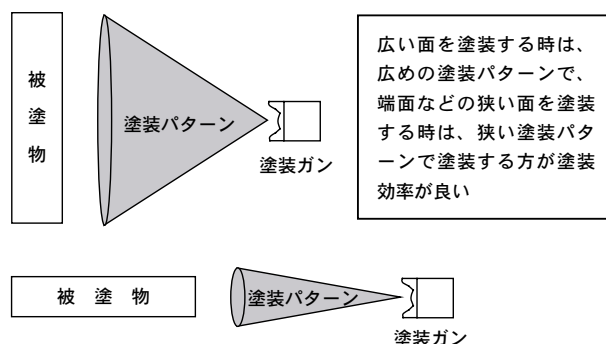 被塗物
塗装パターン
塗装ガン
広い面を塗装する時は、
広めの塗装パターンで、
端面などの狭い面を塗装
する時は、狭い塗装パタ
ーンで塗装する方が塗装
効率が良い
被塗物
塗装パターン
塗装ガン